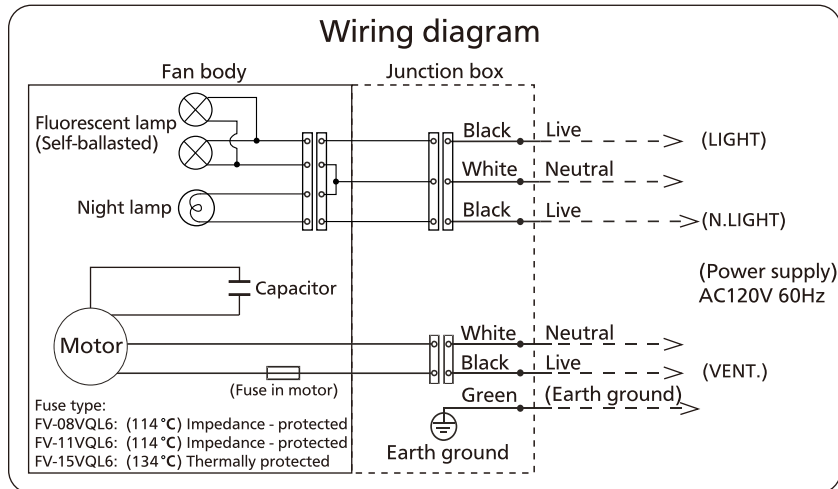 Wiring diagram
Fan body
Junction box
Fluorescent lamp
(Self-ballasted)
Black Live
(LIGHT)
White Neutral
Night lamp
Black Live
(N.LIGHT)
(Power supply)
AC120V 60Hz
Capacitor
Motor
White Neutral
Black Live
(VENT.)
(Fuse in motor)
Green (Earth ground)
Earth ground
Fuse type:
FV-08VQL6: (114°C) Impedance - protected
FV-11VQL6: (114°C) Impedance - protected
FV-15VQL6: (134°C) Thermally protected